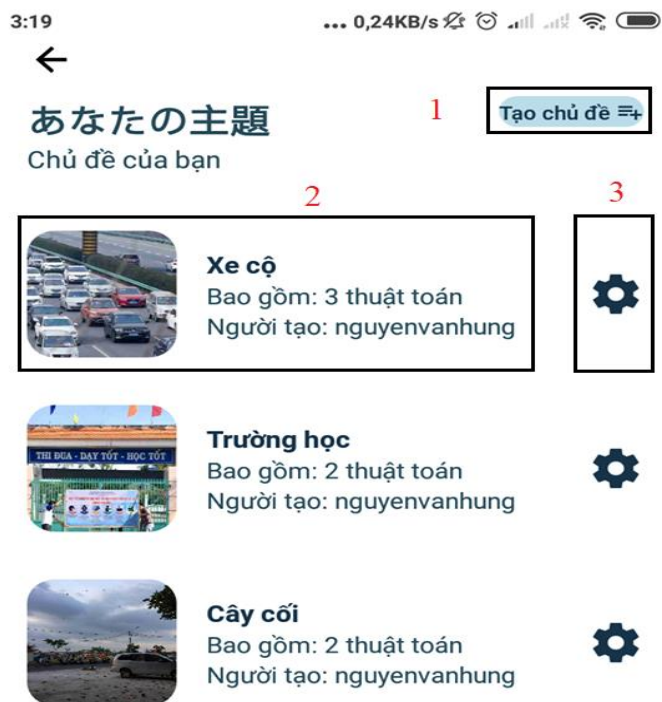 3:19
... 0,24KB/s
あなたの主題
1
Tạo chủ đề
Chủ đề của bạn
2
3
Xe cộ
Bao gồm: 3 thuật toán
Người tạo: nguyenvanhung
THI ĐUA - DẠY TỐT - HỌC TỐT
Trường học
Bao gồm: 2 thuật toán
Người tạo: nguyenvanhung
Cây cối
Bao gồm: 2 thuật toán
Người tạo: nguyenvanhung